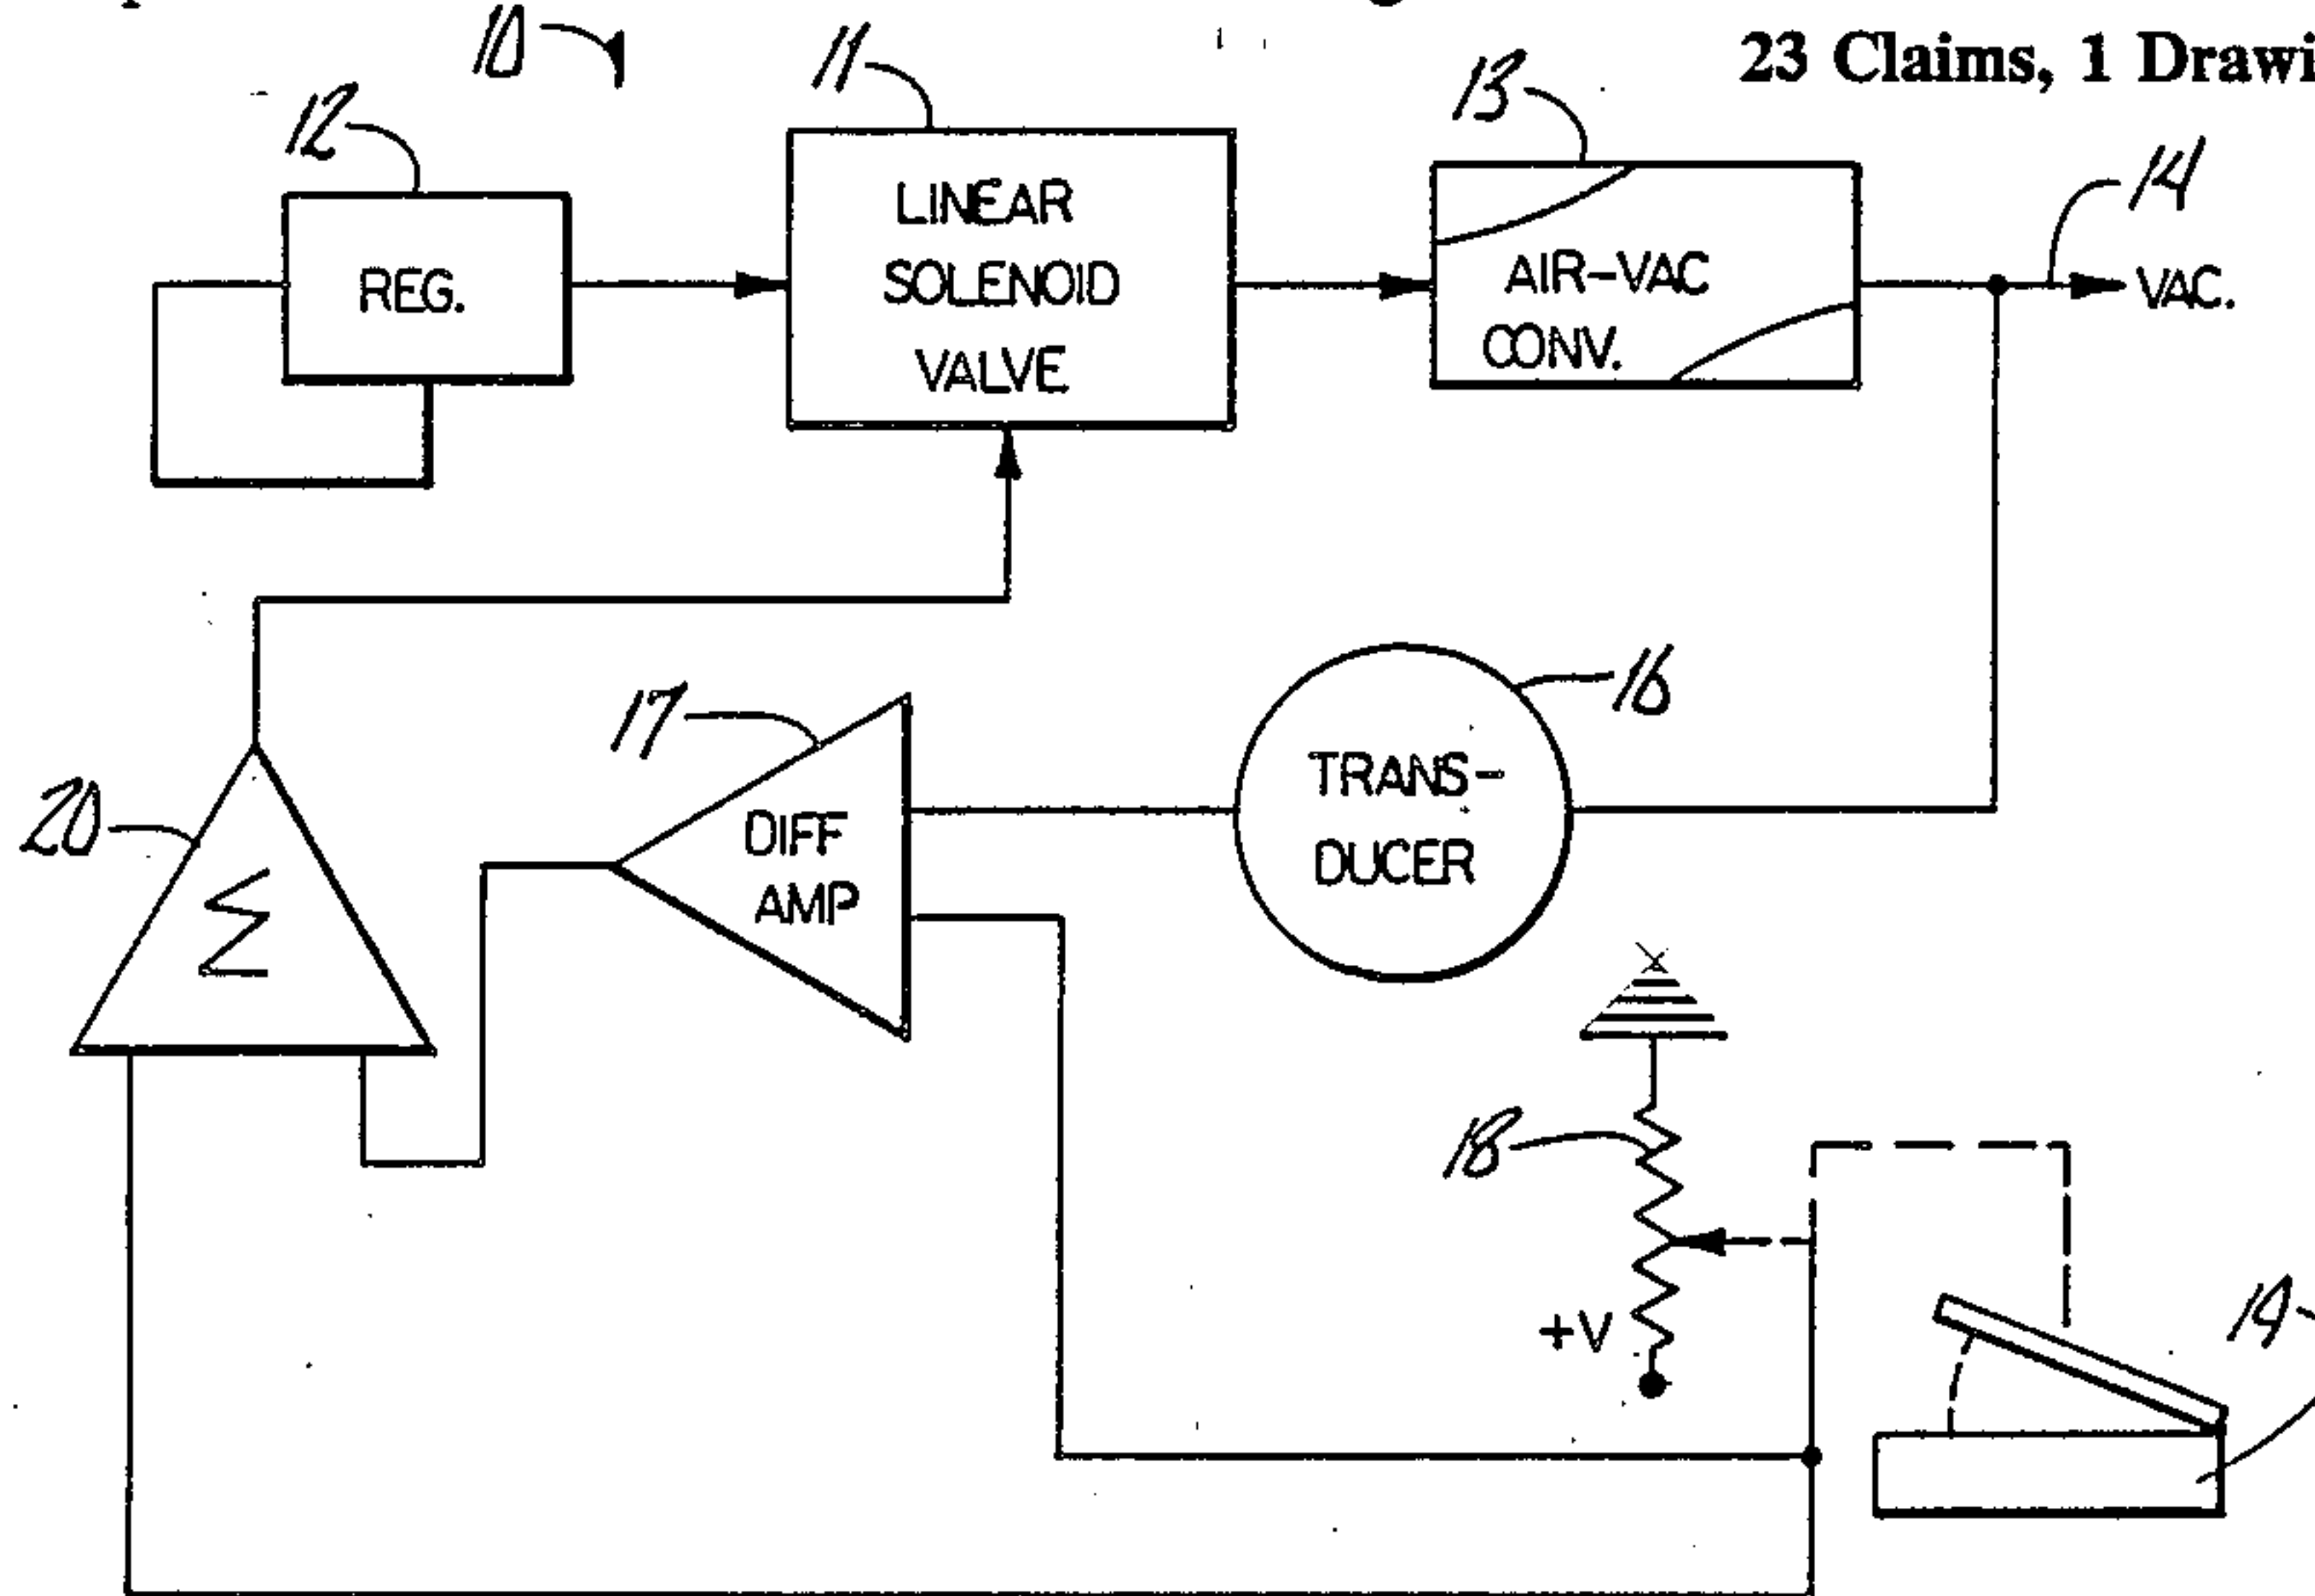 23 Claims, 1 Drawi
10
11
12
13
14
LINEAR
SOLENOID
VALVE
REG.
AIR-VAC
CONV.
VAC.
16
17
TRANS-
DUCER
DIFF
AMP
20
Σ
18
+V
19